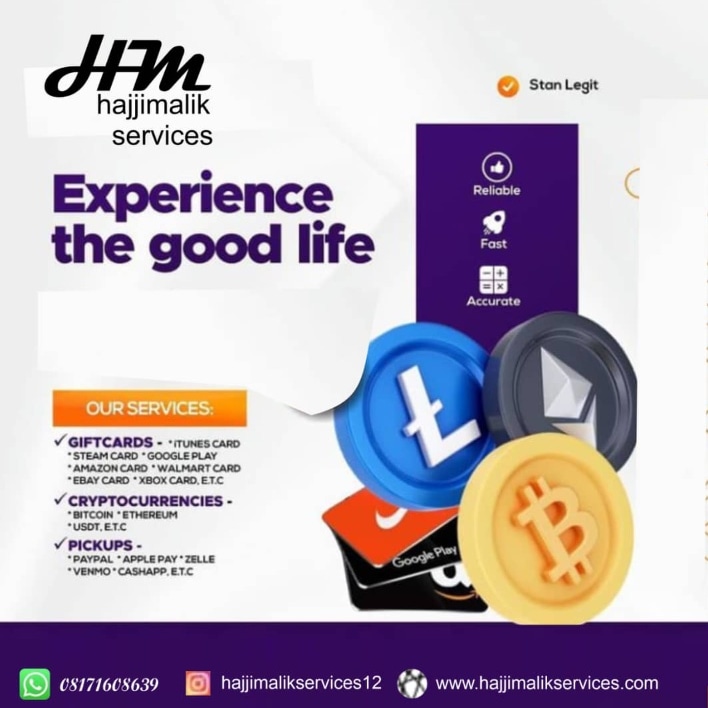 HM
hajjimalik
services
Stan Legit
Experience
the good life
Reliable
Fast
Accurate
OUR SERVICES:
✓GIFTCARDS - *ITUNES CARD
*STEAM CARD *GOOGLE PLAY
*AMAZON CARD *WALMART CARD
*EBAY CARD *XBOX CARD, E.T.C
✓CRYPTOCURRENCIES -
*BITCOIN *ETHEREUM
*USDT, E.T.C
✓PICKUPS -
*PAYPAL *APPLE PAY *ZELLE
*VENMO *CASHAPP, E.T.C
Google Play
08171608639
hajjimalikservices12
www.hajjimalikservices.com